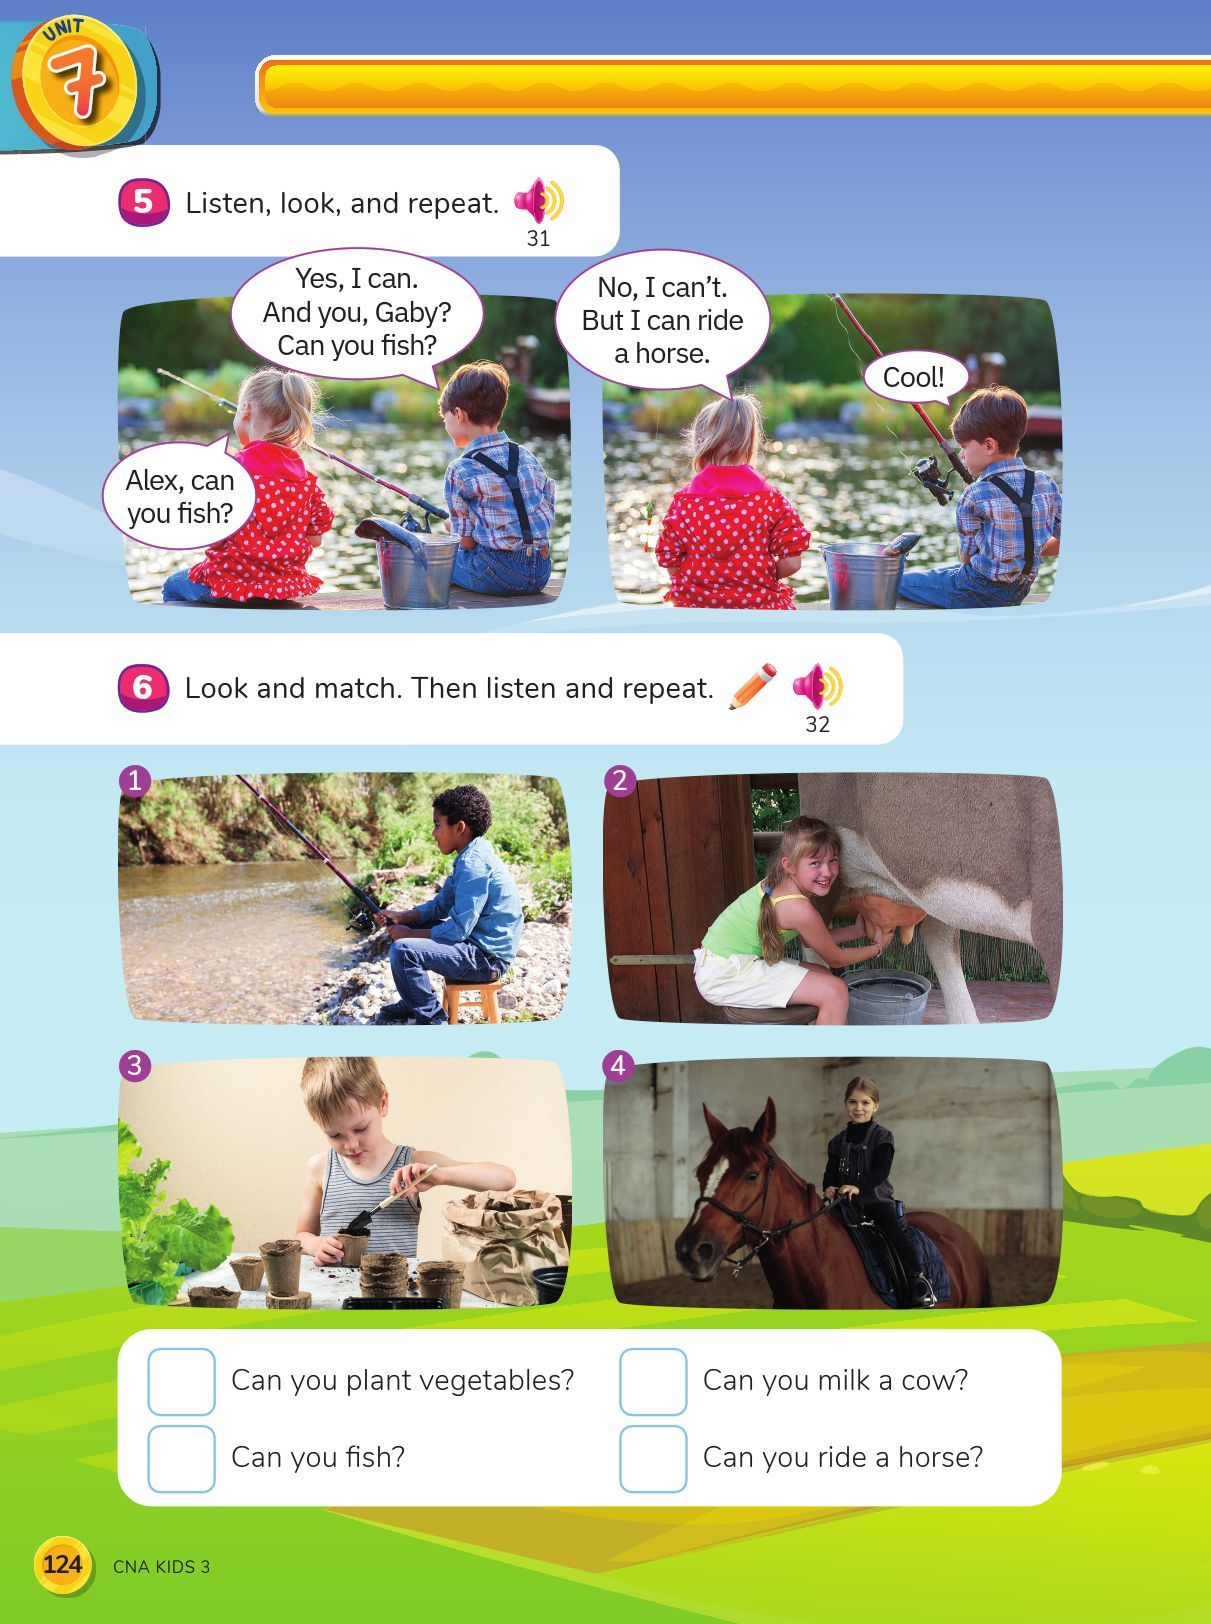 UNIT
7
5 Listen, look, and repeat.
31
Alex, can
you fish?
Yes, I can.
And you, Gaby?
Can you fish?
No, I can't.
But I can ride
a horse.
Cool!
6 Look and match. Then listen and repeat.
32
1
2
3
4
Can you plant vegetables?
Can you milk a cow?
Can you fish?
Can you ride a horse?
124 CNA KIDS 3